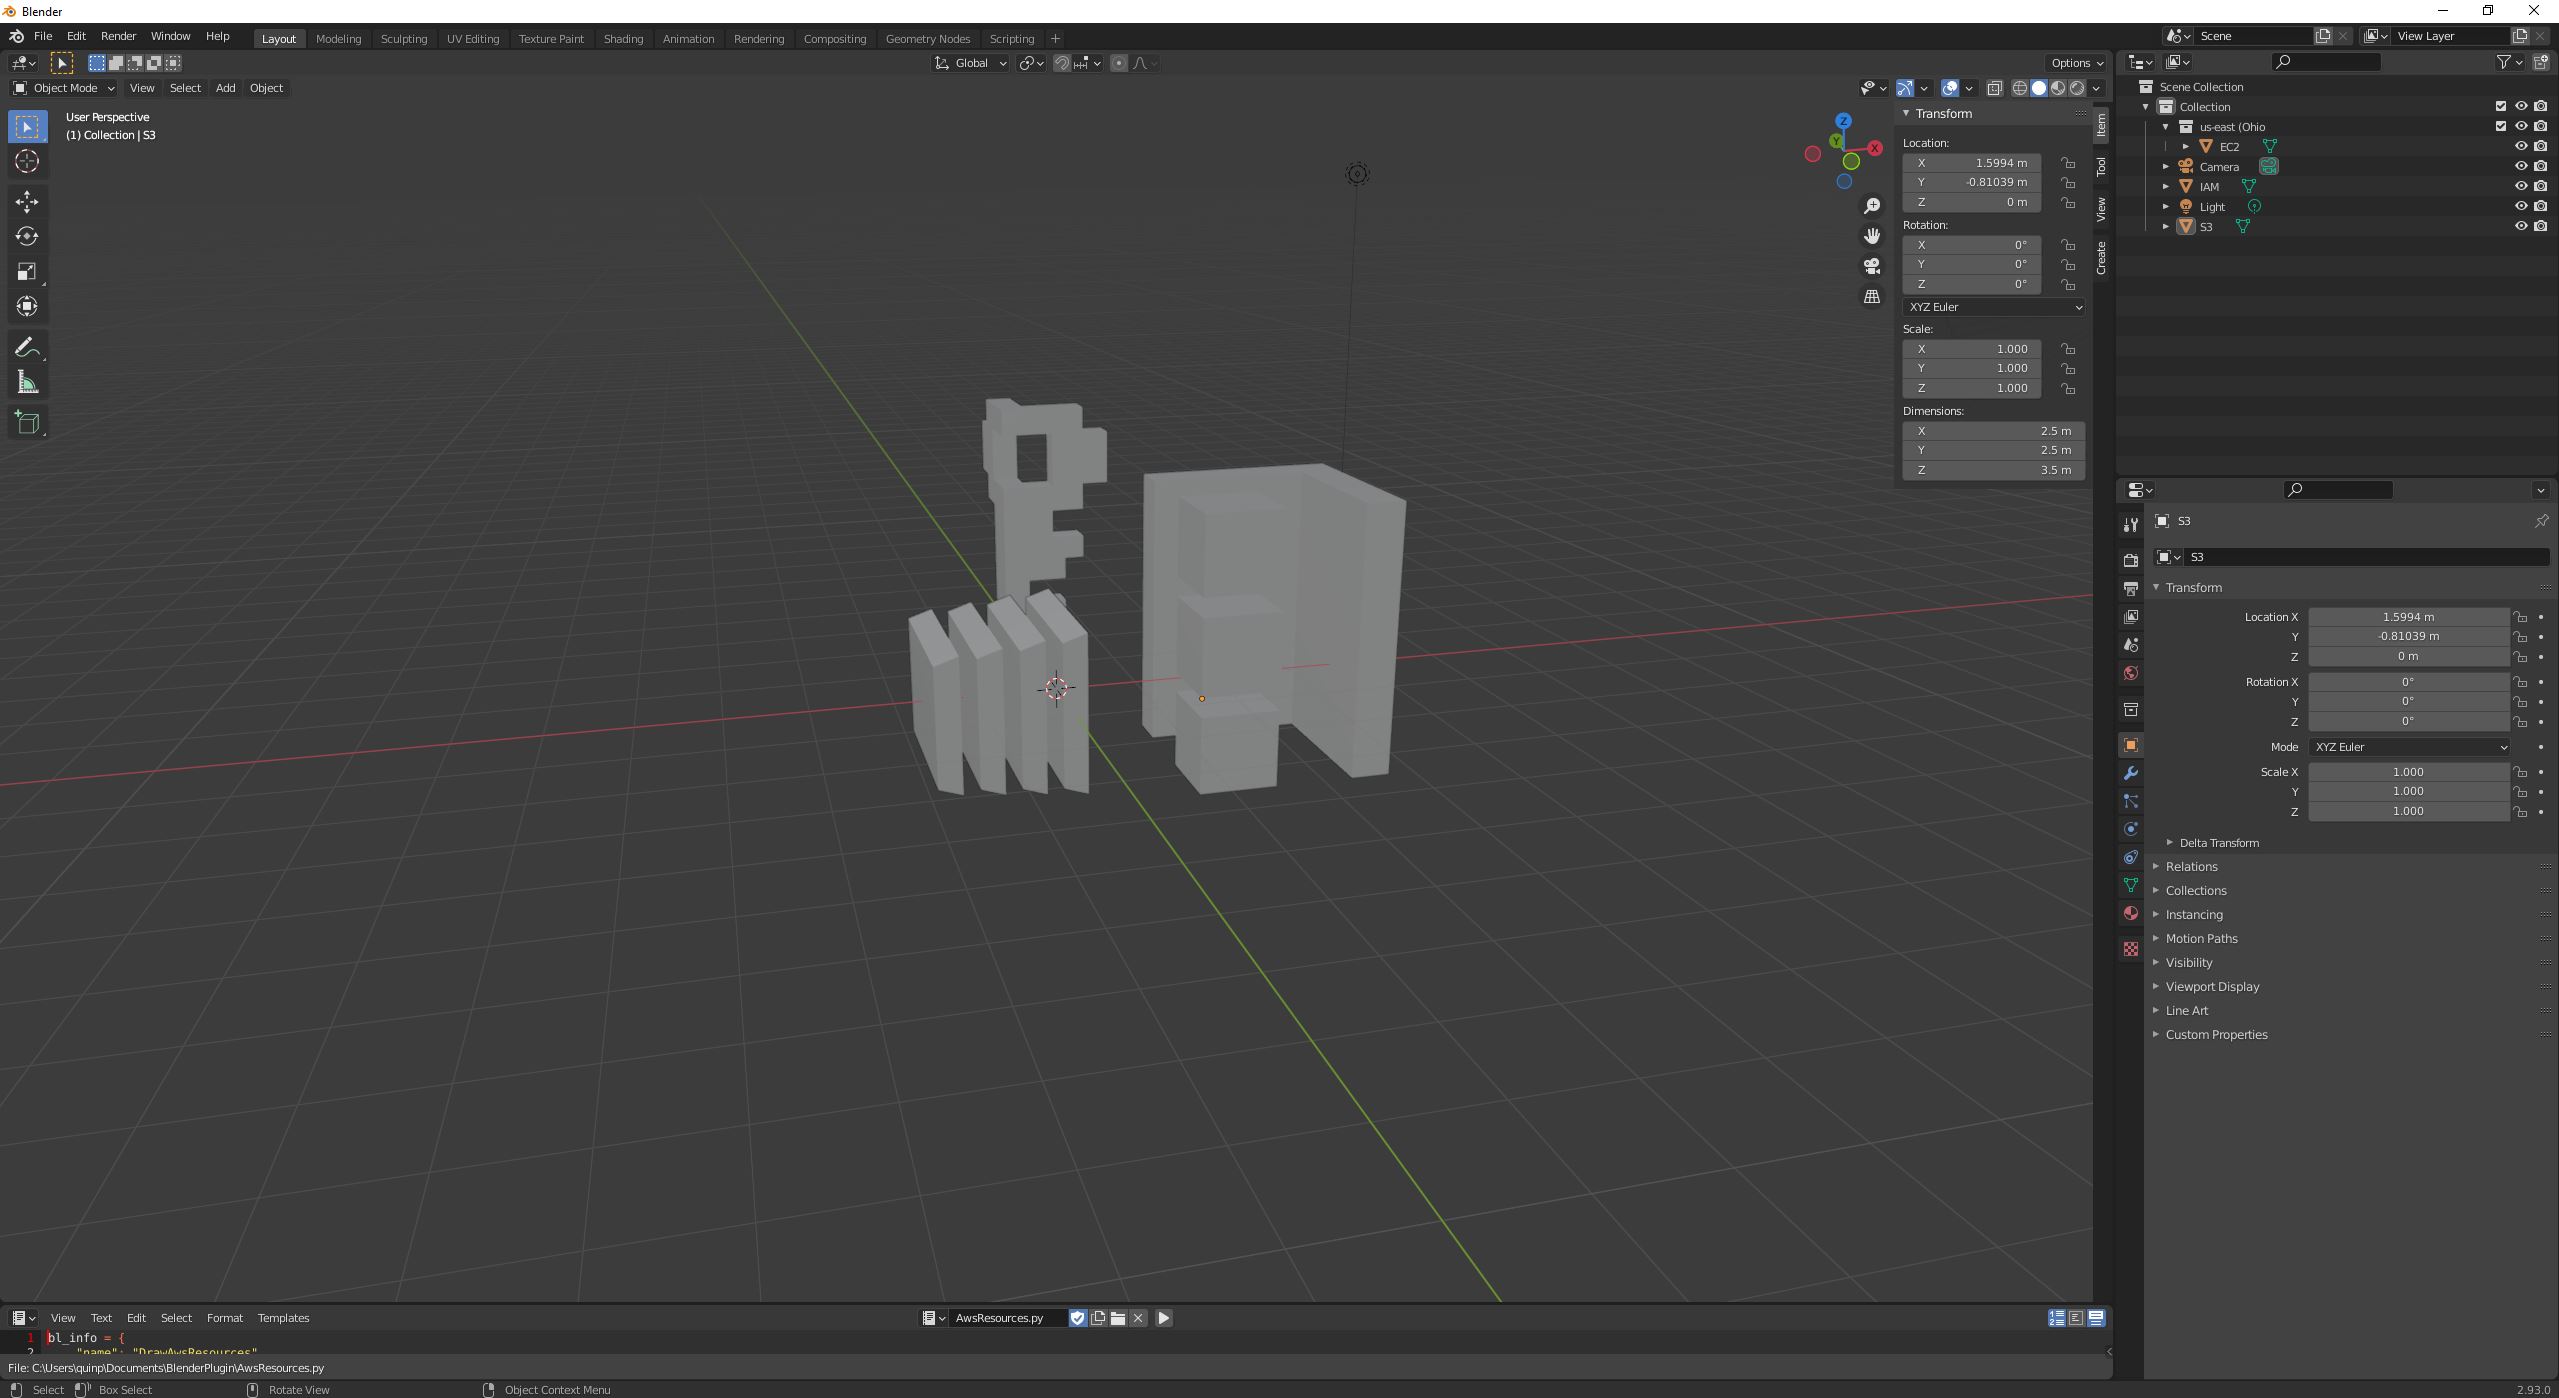 Blender
File Edit Render Window Help
Layout Modeling Sculpting UV Editing Texture Paint Shading Animation Rendering Compositing Geometry Nodes Scripting +
Scene
View Layer
Global
Options
Object Mode View Select Add Object
User Perspective
(1) Collection | S3
Z
Y
X
Transform
Location:
X 1.5994 m
Y -0.81039 m
Z 0 m
Rotation:
X 0°
Y 0°
Z 0°
XYZ Euler
Scale:
X 1.000
Y 1.000
Z 1.000
Dimensions:
X 2.5 m
Y 2.5 m
Z 3.5 m
Item
Tool
View
Create
Scene Collection
Collection
us-east (Ohio
EC2
Camera
IAM
Light
S3
S3
S3
Transform
Location X 1.5994 m
Y -0.81039 m
Z 0 m
Rotation X 0°
Y 0°
Z 0°
Mode XYZ Euler
Scale X 1.000
Y 1.000
Z 1.000
Delta Transform
Relations
Collections
Instancing
Motion Paths
Visibility
Viewport Display
Line Art
Custom Properties
View Text Edit Select Format Templates
AwsResources.py
1 bl_info = {
2 "name": "DrawAwsResources"
File: C:\Users\quinp\Documents\BlenderPlugin\AwsResources.py
Select Box Select Rotate View Object Context Menu
2.93.0